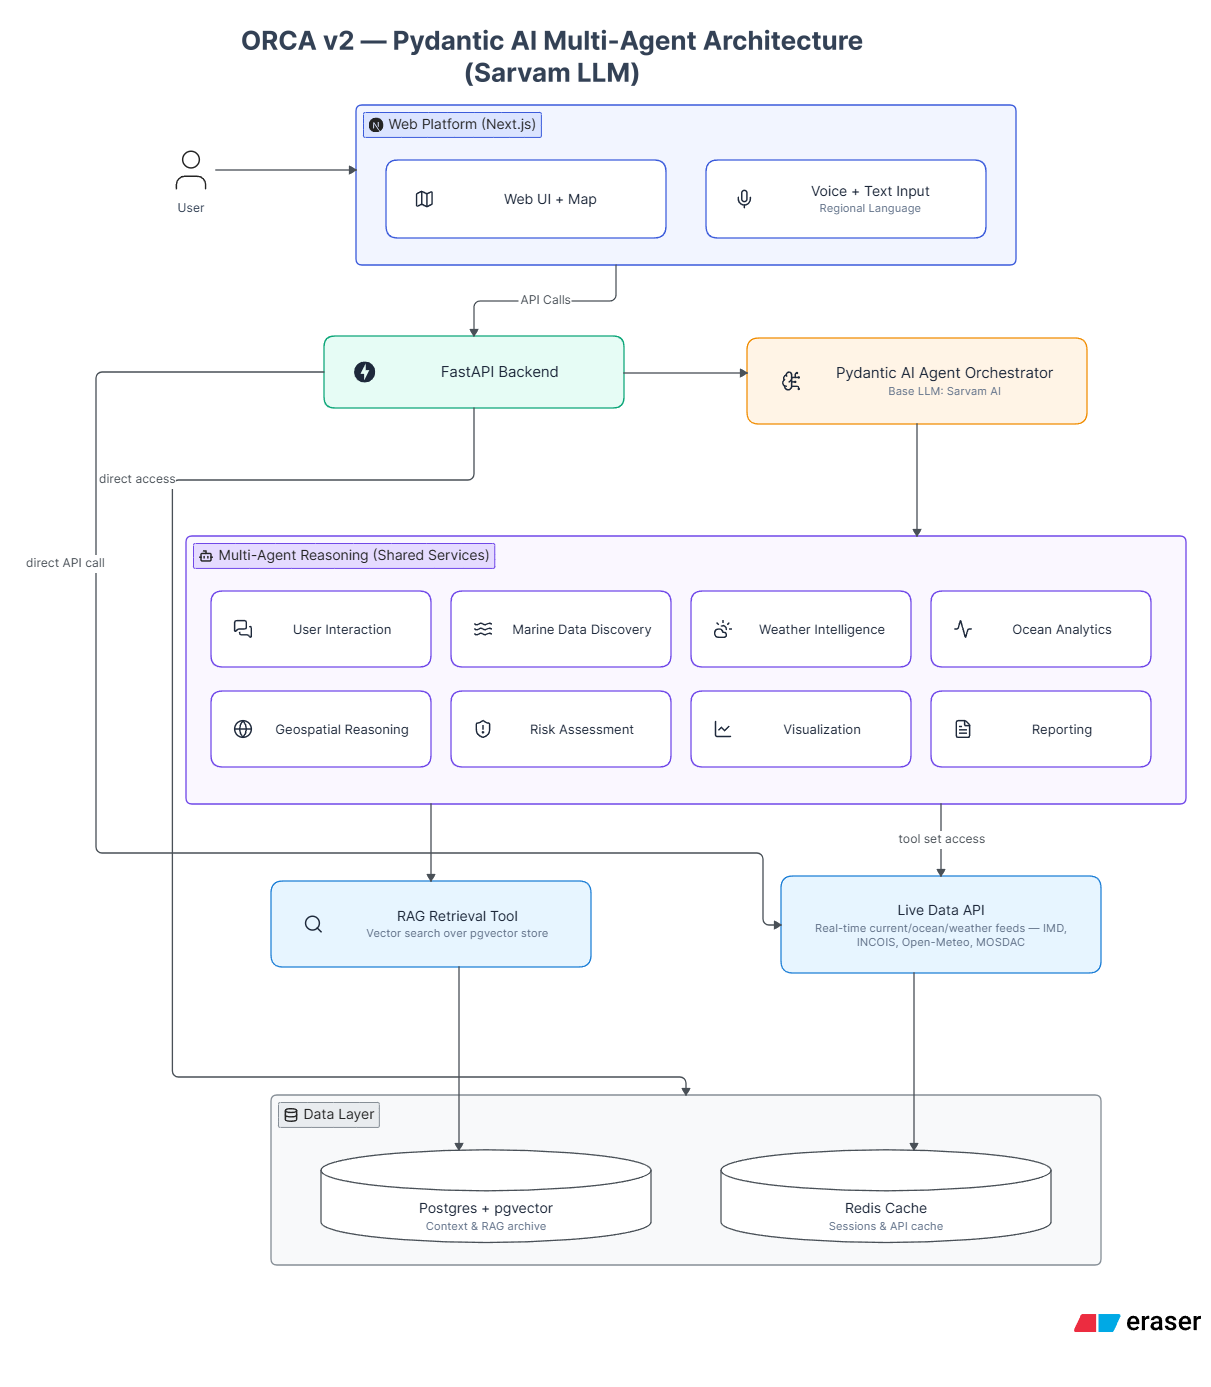 ORCA v2 — Pydantic AI Multi-Agent Architecture
(Sarvam LLM)
Web Platform (Next.js)
User
Web UI + Map
Voice + Text Input
Regional Language
API Calls
FastAPI Backend
Pydantic AI Agent Orchestrator
Base LLM: Sarvam AI
direct access
direct API call
Multi-Agent Reasoning (Shared Services)
User Interaction
Marine Data Discovery
Weather Intelligence
Ocean Analytics
Geospatial Reasoning
Risk Assessment
Visualization
Reporting
tool set access
RAG Retrieval Tool
Vector search over pgvector store
Live Data API
Real-time current/ocean/weather feeds — IMD,
INCOIS, Open-Meteo, MOSDAC
Data Layer
Postgres + pgvector
Context & RAG archive
Redis Cache
Sessions & API cache
eraser